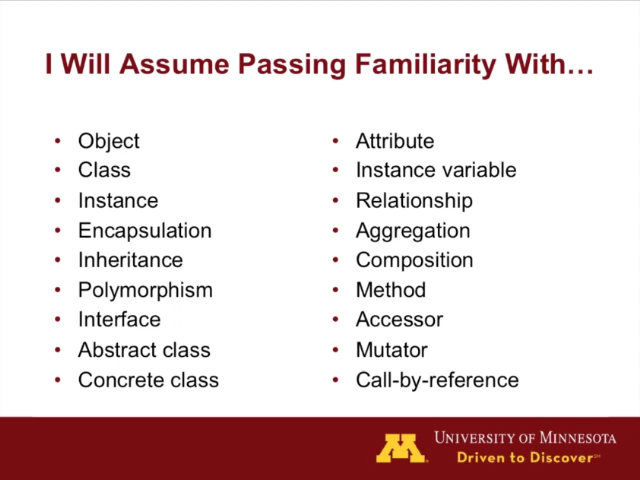 I Will Assume Passing Familiarity With…
• Object
• Class
• Instance
• Encapsulation
• Inheritance
• Polymorphism
• Interface
• Abstract class
• Concrete class
• Attribute
• Instance variable
• Relationship
• Aggregation
• Composition
• Method
• Accessor
• Mutator
• Call-by-reference
M
UNIVERSITY OF MINNESOTA
Driven to Discover℠